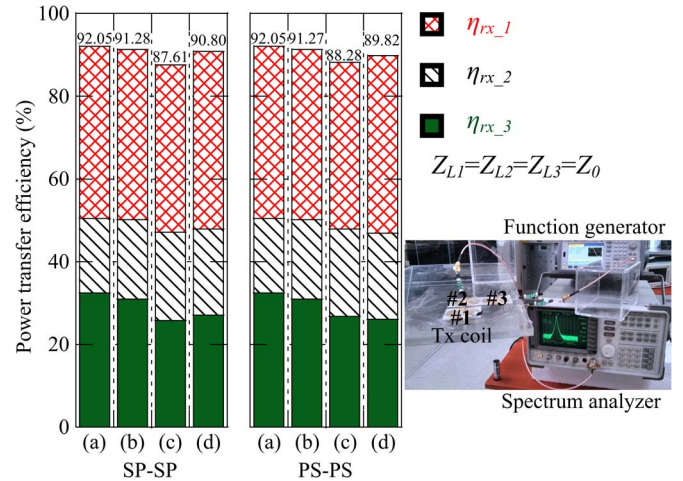 Power transfer efficiency (%)
100
80
60
40
20
0
92.05 91.28 87.61 90.80
92.05 91.27 88.28 89.82
(a) (b) (c) (d)
(a) (b) (c) (d)
SP-SP
PS-PS
ηrx_1
ηrx_2
ηrx_3
ZL1=ZL2=ZL3=Z0
Function generator
#2 #3
#1
Tx coil
Spectrum analyzer